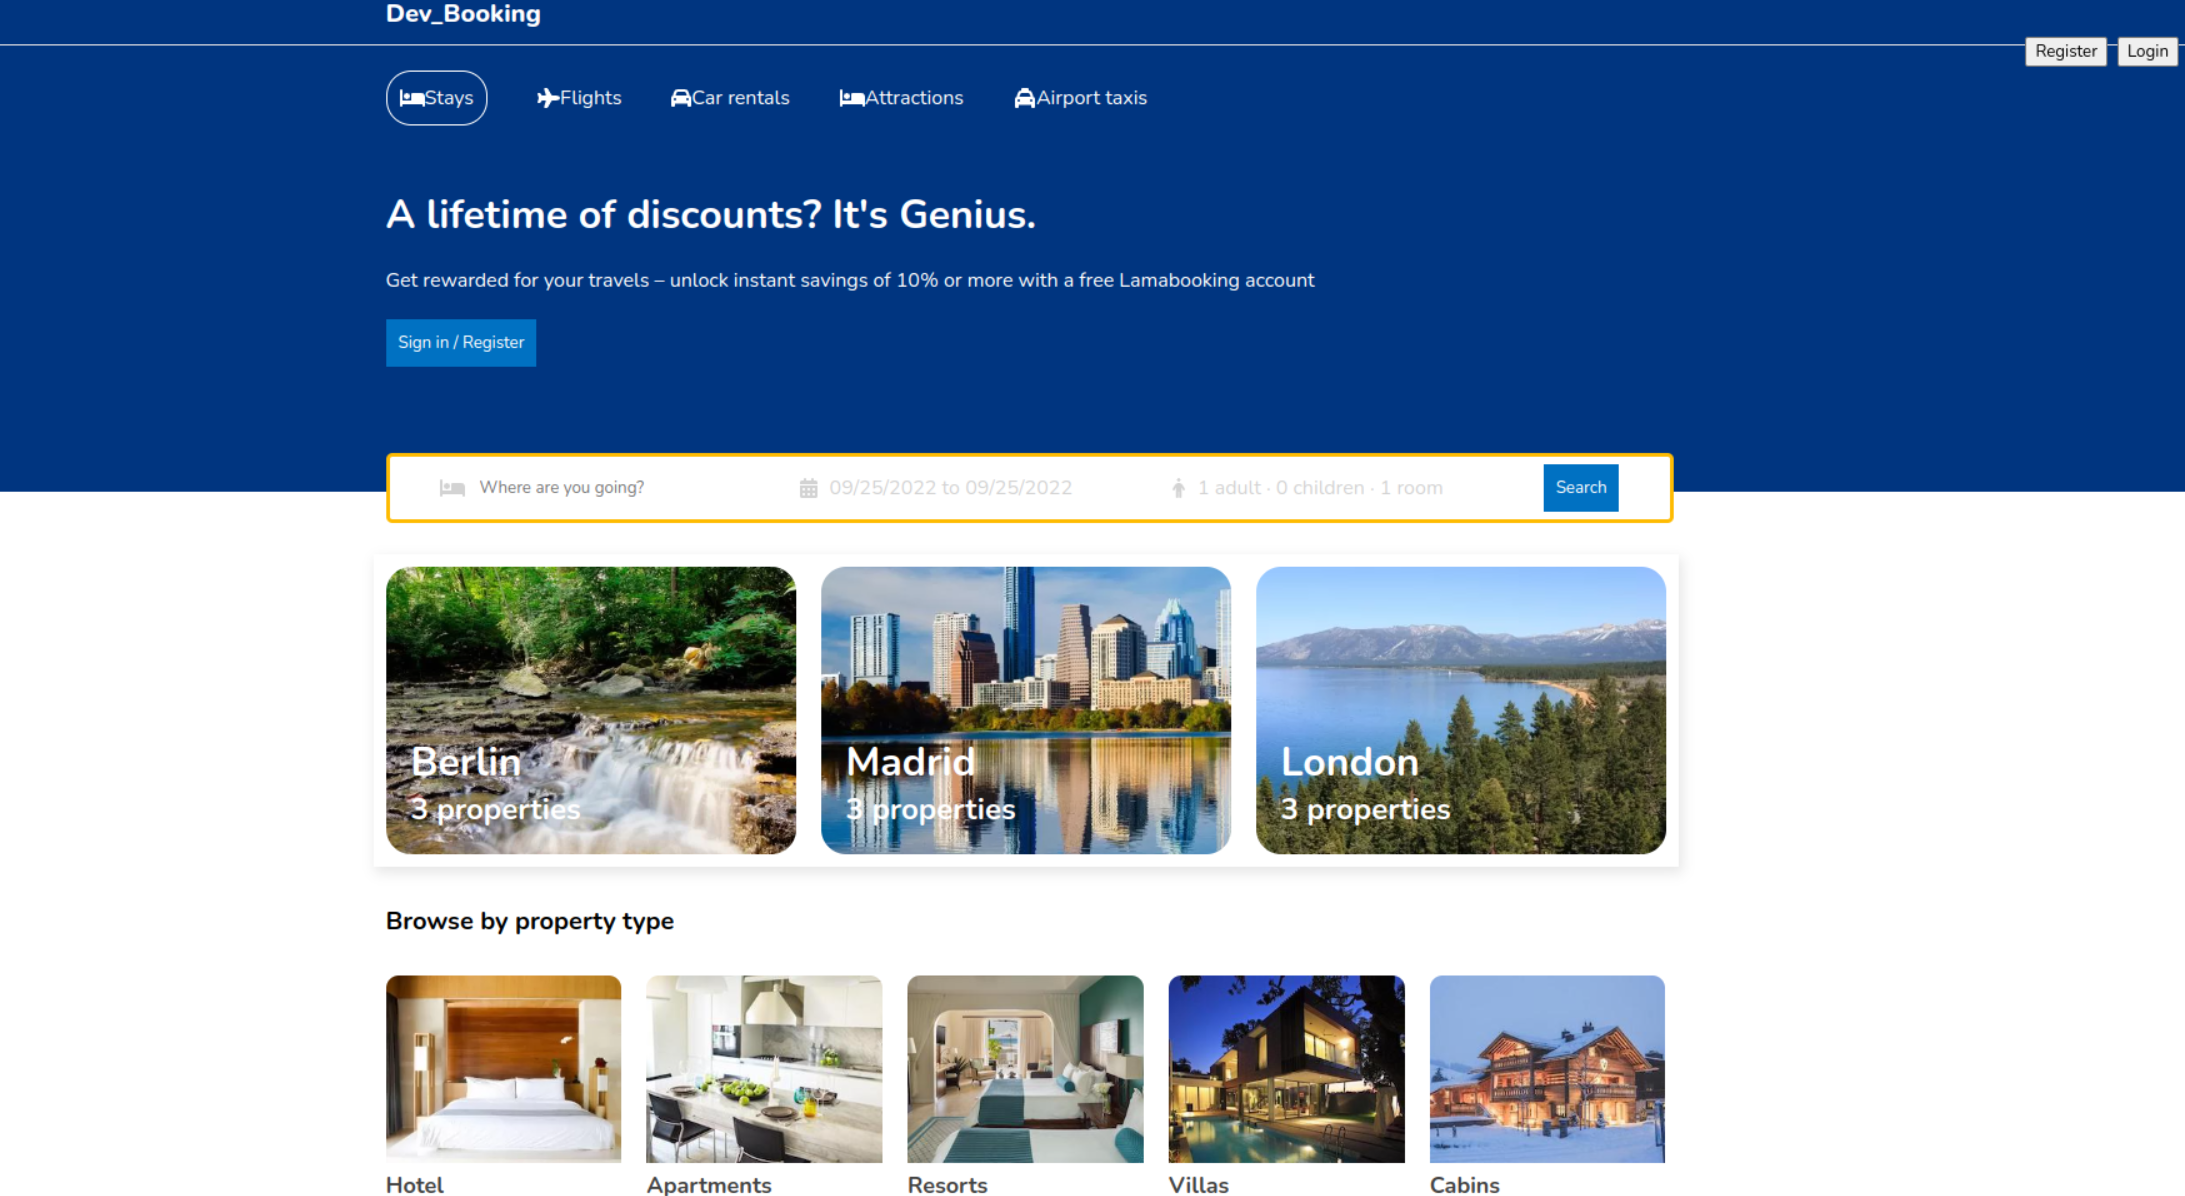 Dev_Booking
Register Login
Stays Flights Car rentals Attractions Airport taxis
A lifetime of discounts? It's Genius.
Get rewarded for your travels – unlock instant savings of 10% or more with a free Lamabooking account
Sign in / Register
Where are you going? 09/25/2022 to 09/25/2022 1 adult · 0 children · 1 room Search
Berlin
3 properties
Madrid
3 properties
London
3 properties
Browse by property type
Hotel Apartments Resorts Villas Cabins